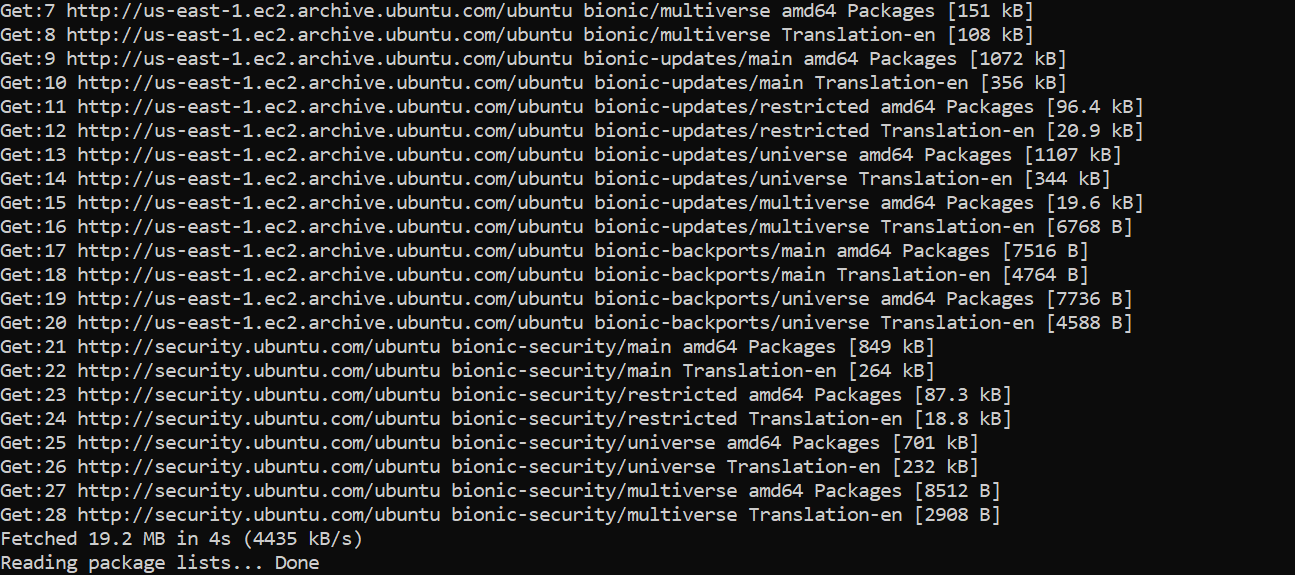 Get:7 http://us-east-1.ec2.archive.ubuntu.com/ubuntu bionic/multiverse amd64 Packages [151 kB]
Get:8 http://us-east-1.ec2.archive.ubuntu.com/ubuntu bionic/multiverse Translation-en [108 kB]
Get:9 http://us-east-1.ec2.archive.ubuntu.com/ubuntu bionic-updates/main amd64 Packages [1072 kB]
Get:10 http://us-east-1.ec2.archive.ubuntu.com/ubuntu bionic-updates/main Translation-en [356 kB]
Get:11 http://us-east-1.ec2.archive.ubuntu.com/ubuntu bionic-updates/restricted amd64 Packages [96.4 kB]
Get:12 http://us-east-1.ec2.archive.ubuntu.com/ubuntu bionic-updates/restricted Translation-en [20.9 kB]
Get:13 http://us-east-1.ec2.archive.ubuntu.com/ubuntu bionic-updates/universe amd64 Packages [1107 kB]
Get:14 http://us-east-1.ec2.archive.ubuntu.com/ubuntu bionic-updates/universe Translation-en [344 kB]
Get:15 http://us-east-1.ec2.archive.ubuntu.com/ubuntu bionic-updates/multiverse amd64 Packages [19.6 kB]
Get:16 http://us-east-1.ec2.archive.ubuntu.com/ubuntu bionic-updates/multiverse Translation-en [6768 B]
Get:17 http://us-east-1.ec2.archive.ubuntu.com/ubuntu bionic-backports/main amd64 Packages [7516 B]
Get:18 http://us-east-1.ec2.archive.ubuntu.com/ubuntu bionic-backports/main Translation-en [4764 B]
Get:19 http://us-east-1.ec2.archive.ubuntu.com/ubuntu bionic-backports/universe amd64 Packages [7736 B]
Get:20 http://us-east-1.ec2.archive.ubuntu.com/ubuntu bionic-backports/universe Translation-en [4588 B]
Get:21 http://security.ubuntu.com/ubuntu bionic-security/main amd64 Packages [849 kB]
Get:22 http://security.ubuntu.com/ubuntu bionic-security/main Translation-en [264 kB]
Get:23 http://security.ubuntu.com/ubuntu bionic-security/restricted amd64 Packages [87.3 kB]
Get:24 http://security.ubuntu.com/ubuntu bionic-security/restricted Translation-en [18.8 kB]
Get:25 http://security.ubuntu.com/ubuntu bionic-security/universe amd64 Packages [701 kB]
Get:26 http://security.ubuntu.com/ubuntu bionic-security/universe Translation-en [232 kB]
Get:27 http://security.ubuntu.com/ubuntu bionic-security/multiverse amd64 Packages [8512 B]
Get:28 http://security.ubuntu.com/ubuntu bionic-security/multiverse Translation-en [2908 B]
Fetched 19.2 MB in 4s (4435 kB/s)
Reading package lists... Done